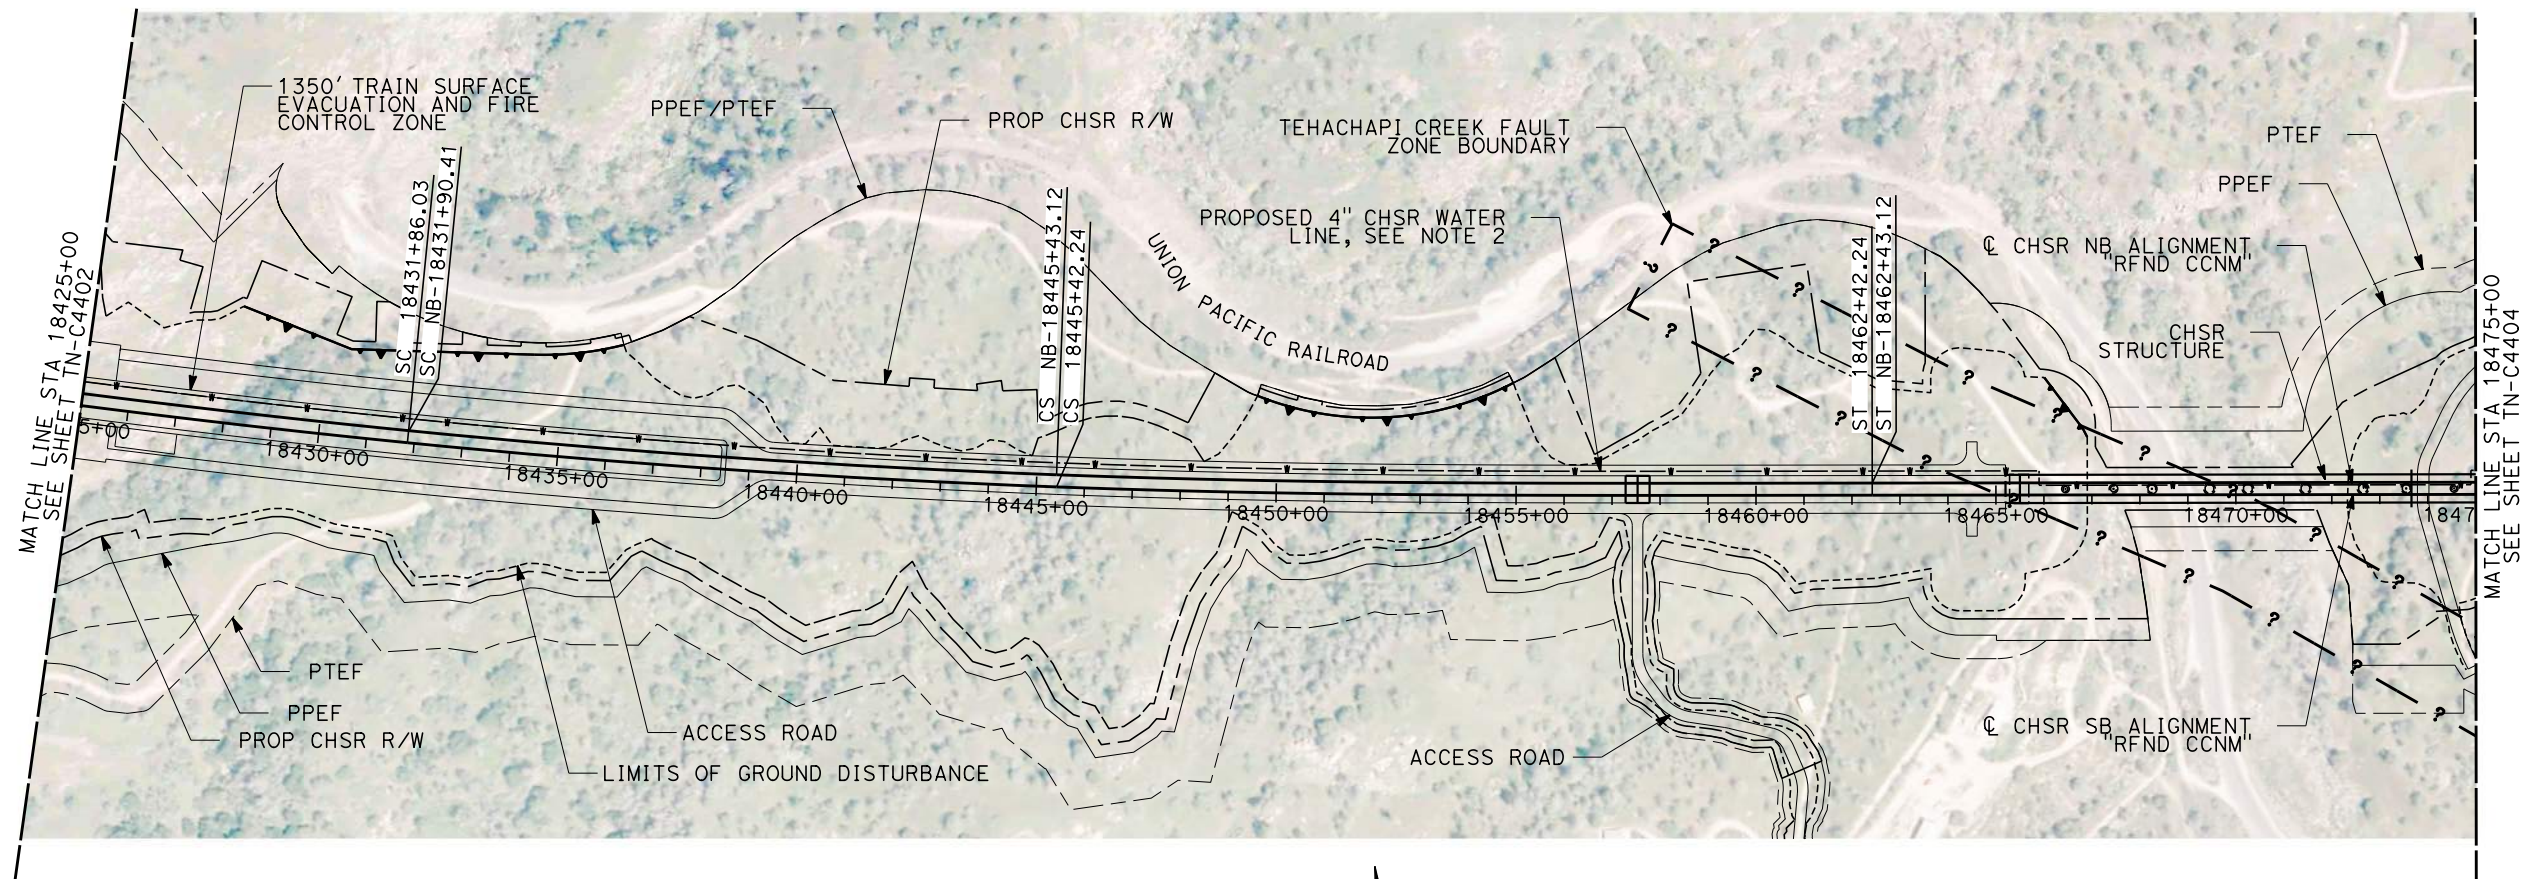 1350' TRAIN SURFACE
EVACUATION AND FIRE
CONTROL ZONE
PPEF/PTEF
PROP CHSR R/W
TEHACHAPI CREEK FAULT
ZONE BOUNDARY
PROPOSED 4" CHSR WATER
LINE, SEE NOTE 2
PTEF
PPEF
℄ CHSR NB ALIGNMENT
"RFND CCNM"
CHSR
STRUCTURE
UNION PACIFIC RAILROAD
SC 18431+86.03
SC NB-18431+90.41
CS NB-18445+43.12
CS 18445+42.24
ST 18462+42.24
ST NB-18462+43.12
MATCH LINE STA 18425+00
SEE SHEET TN-C4402
5+00
18430+00
18435+00
18440+00
18445+00
18450+00
18455+00
18460+00
18465+00
18470+00
1847
MATCH LINE STA 18475+00
SEE SHEET TN-C4404
? ? ? ? ? ? ? ? ? ? ? ? ? ? ? ? ? ? ? ? ? ?
PTEF
PPEF
PROP CHSR R/W
ACCESS ROAD
LIMITS OF GROUND DISTURBANCE
ACCESS ROAD
℄ CHSR SB ALIGNMENT
"RFND CCNM"